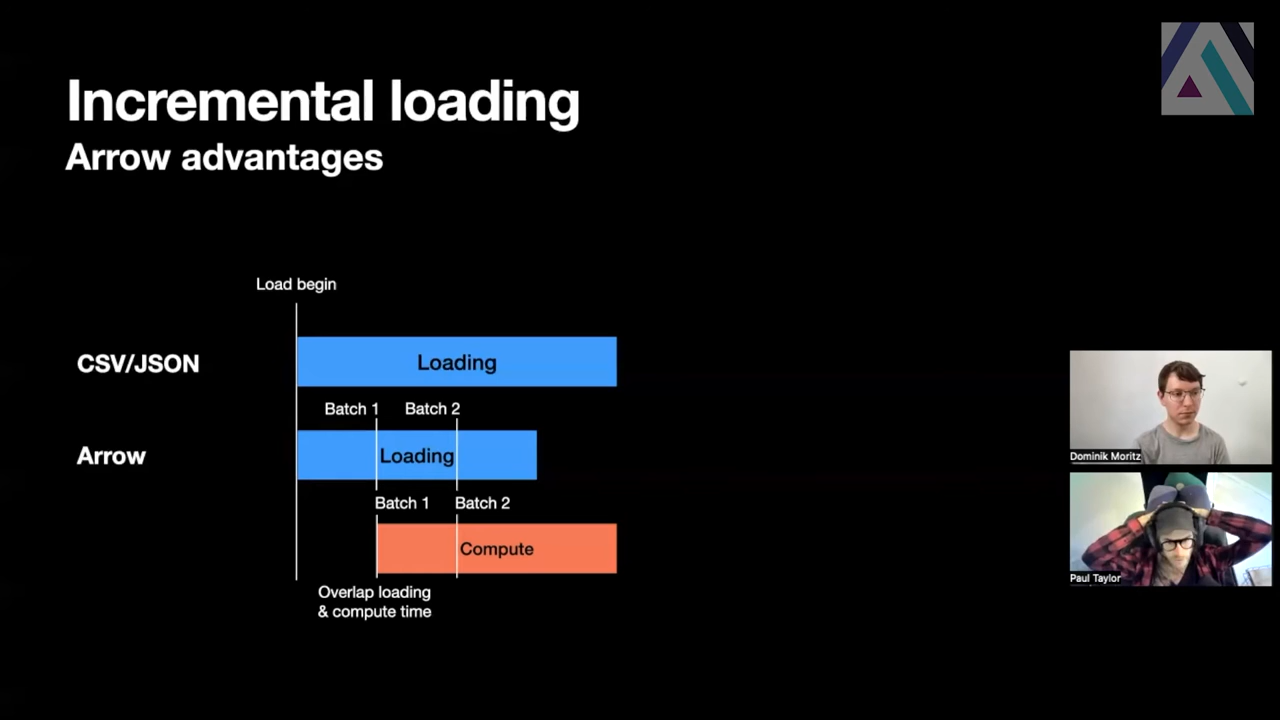 Incremental loading
Arrow advantages
Load begin
CSV/JSON
Loading
Batch 1
Batch 2
Arrow
Loading
Batch 1
Batch 2
Compute
Overlap loading
& compute time
Dominik Moritz
Paul Taylor